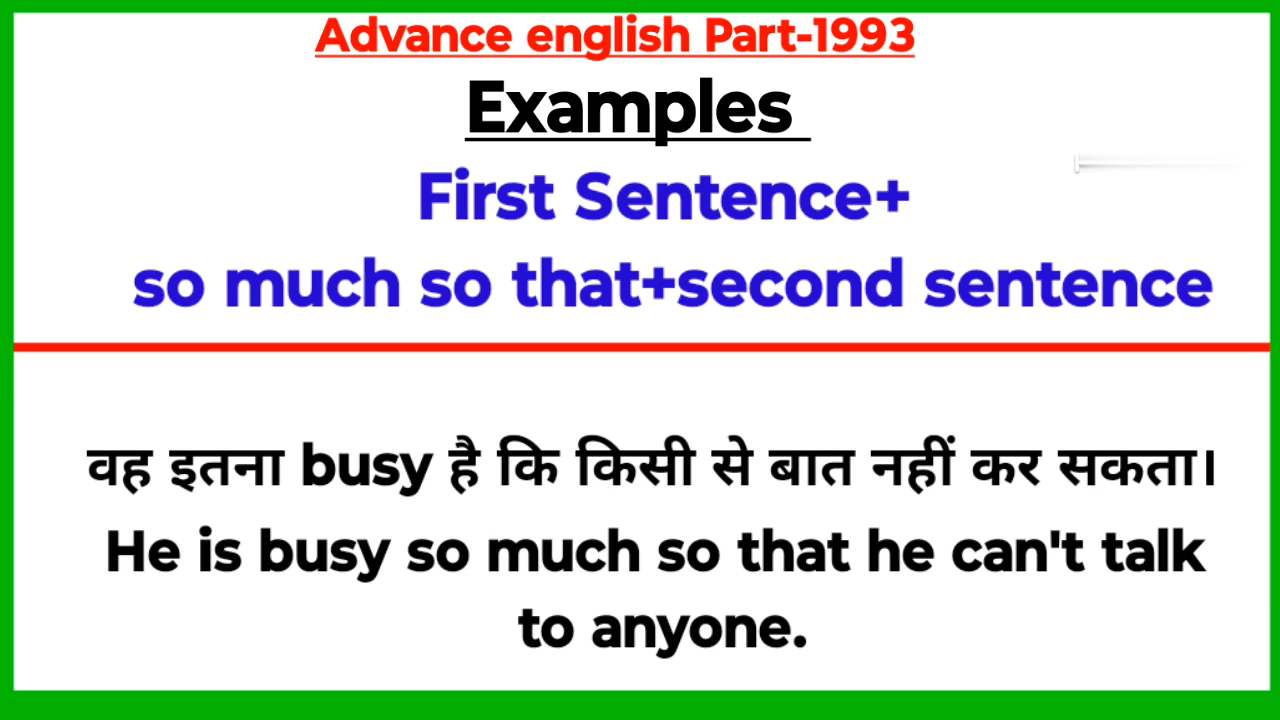 Advance english Part-1993
Examples
First Sentence+
so much so that+second sentence
वह इतना busy है कि किसी से बात नहीं कर सकता।
He is busy so much so that he can't talk
to anyone.